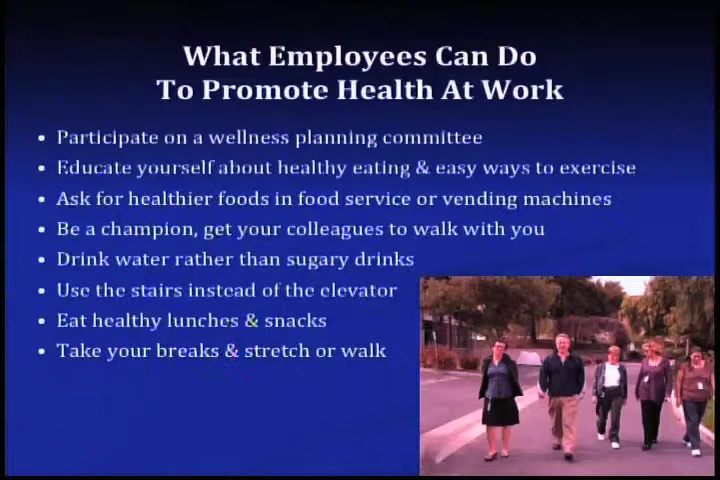 What Employees Can Do
To Promote Health At Work
• Participate on a wellness planning committee
• Educate yourself about healthy eating & easy ways to exercise
• Ask for healthier foods in food service or vending machines
• Be a champion, get your colleagues to walk with you
• Drink water rather than sugary drinks
• Use the stairs instead of the elevator
• Eat healthy lunches & snacks
• Take your breaks & stretch or walk